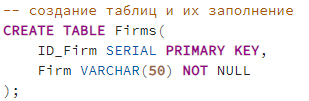 -- создание таблиц и их заполнение
CREATE TABLE Firms(
    ID_Firm SERIAL PRIMARY KEY,
    Firm VARCHAR(50) NOT NULL
);